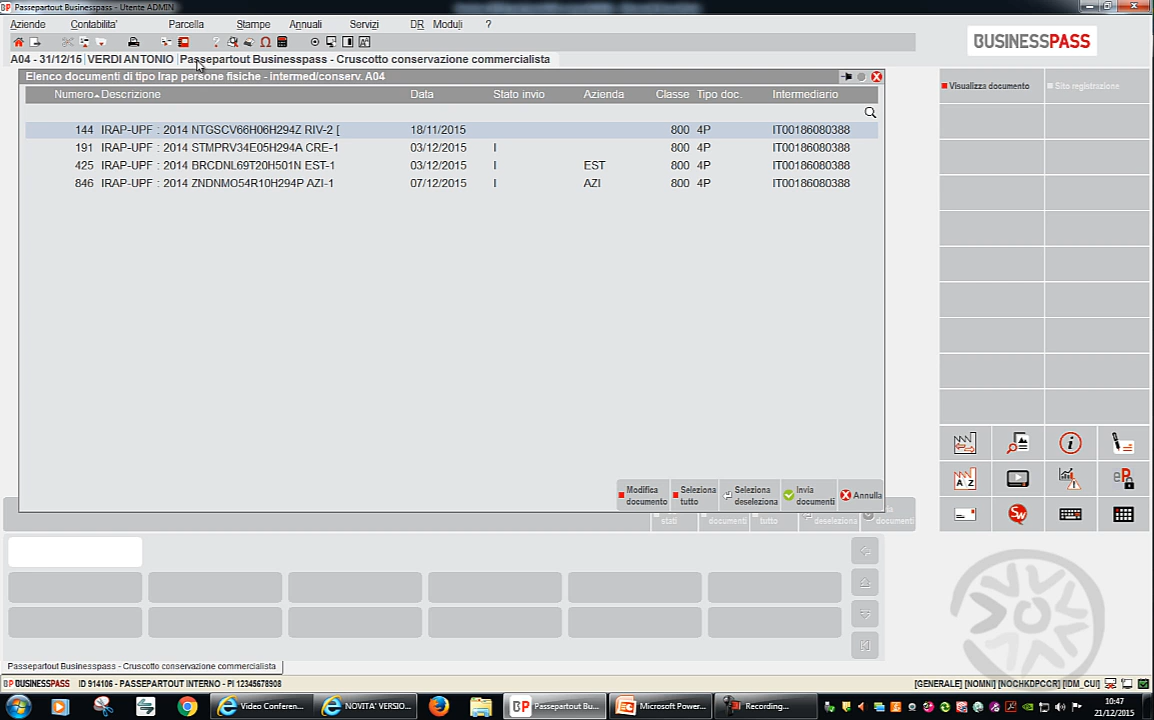 Passepartout Businesspass - Utente ADMIN
Aziende Contabilita' Parcella Stampe Annuali Servizi DR Moduli ?
A04 - 31/12/15 VERDI ANTONIO Passepartout Businesspass - Cruscotto conservazione commercialista
BUSINESSPASS
Elenco documenti di tipo Irap persone fisiche - intermed/conserv. A04
Visualizza documento Sito registrazione
Numero Descrizione Data Stato invio Azienda Classe Tipo doc. Intermediario
144 IRAP-UPF : 2014 NTGSCV66H06H294Z RIV-2 [ 18/11/2015 800 4P IT00186080388
191 IRAP-UPF : 2014 STMPRV34E05H294A CRE-1 03/12/2015 I 800 4P IT00186080388
425 IRAP-UPF : 2014 BRCDNL69T20H501N EST-1 03/12/2015 I EST 800 4P IT00186080388
846 IRAP-UPF : 2014 ZNDNMO54R10H294P AZI-1 07/12/2015 I AZI 800 4P IT00186080388
Modifica documento Seleziona tutto Seleziona deseleziona Invia documenti Annulla
stati documenti tutto deseleziona documenti
Passepartout Businesspass - Cruscotto conservazione commercialista
BUSINESSPASS ID 914106 - PASSEPARTOUT INTERNO - PI 12345678908 [GENERALE] [NOMNI] [NOCHKDPCCR] [IDM_CUI]
Video Conferen... NOVITA' VERSIO... Passepartout Bu... Microsoft Power... Recording...
10:47
21/12/2015